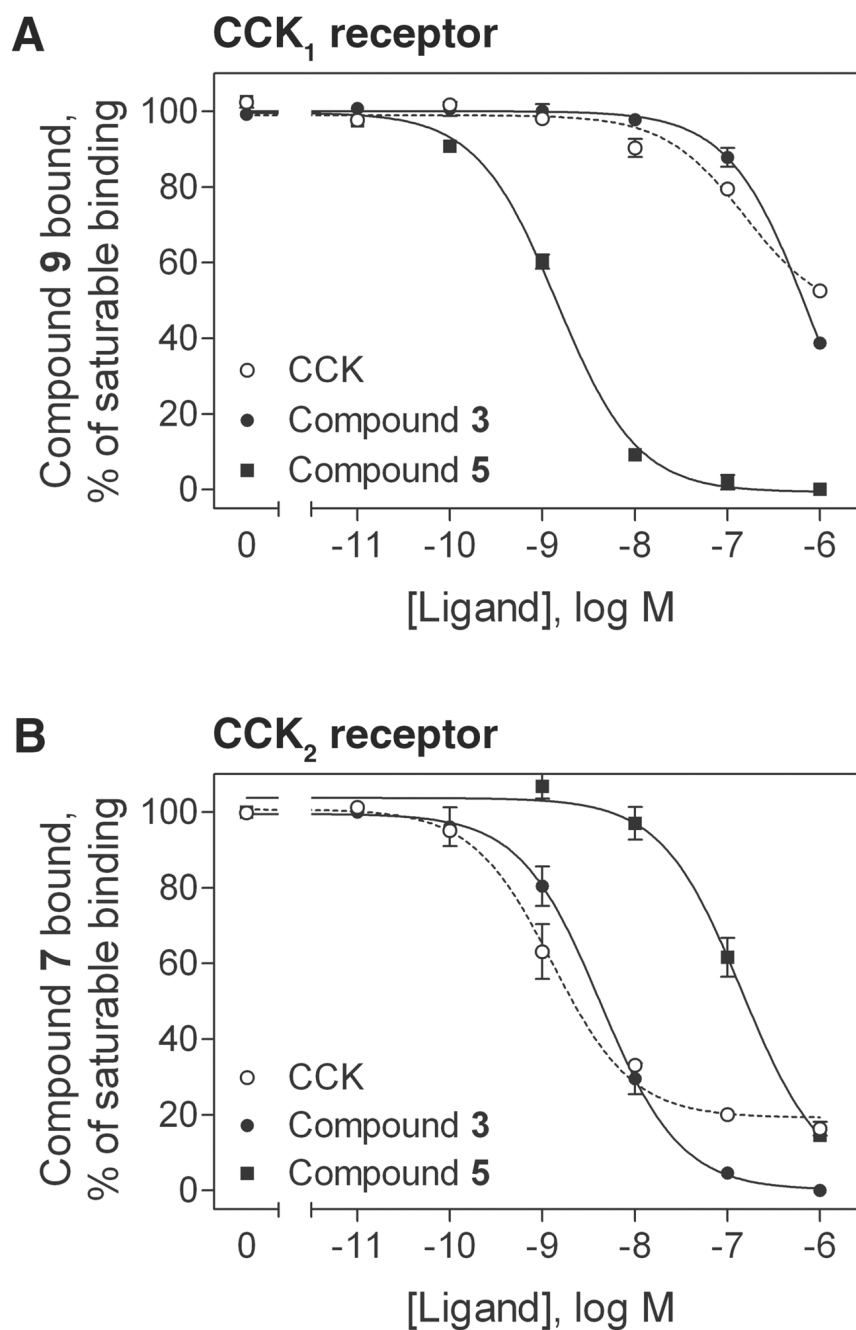 A
CCK1 receptor
Compound 9 bound,
% of saturable binding
100
80
60
40
20
0
CCK
Compound 3
Compound 5
0 -11 -10 -9 -8 -7 -6
[Ligand], log M
B
CCK2 receptor
Compound 7 bound,
% of saturable binding
100
80
60
40
20
0
CCK
Compound 3
Compound 5
0 -11 -10 -9 -8 -7 -6
[Ligand], log M